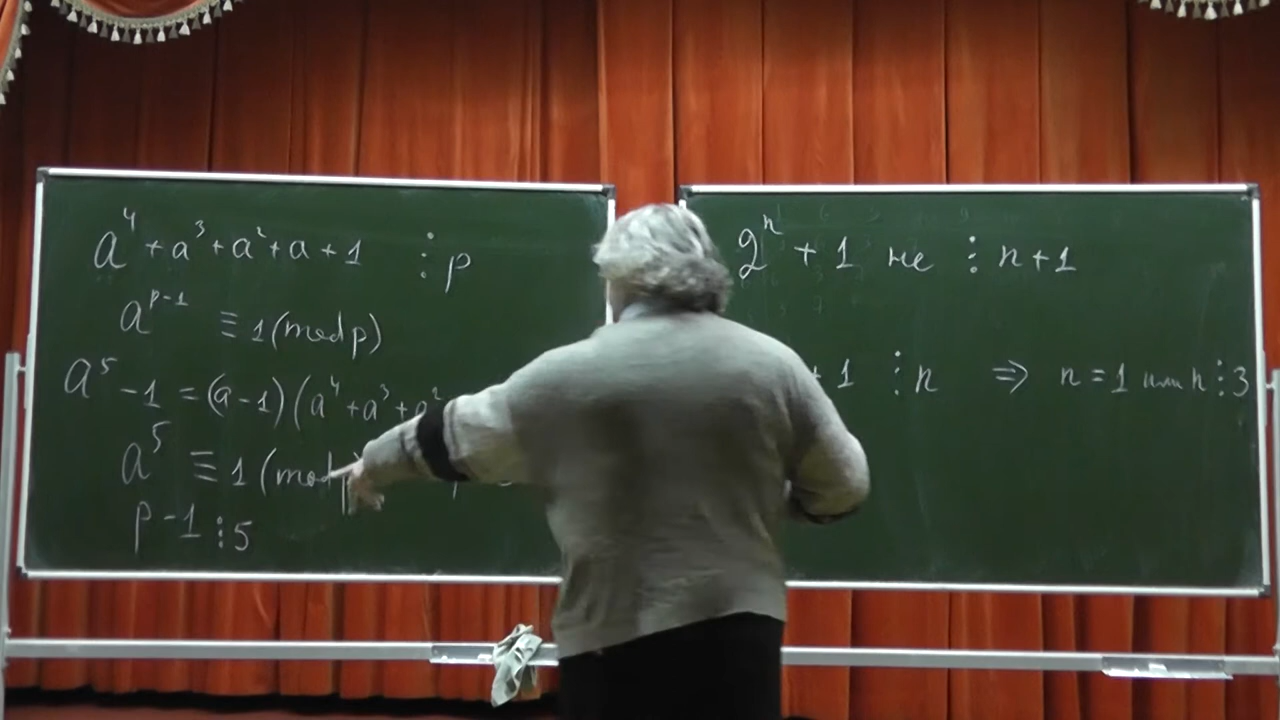 a⁴ + a³ + a² + a + 1 ⋮ p
a^{p-1} ≡ 1 (mod p)
a⁵ - 1 = (a - 1)(a⁴ + a³ + a²
a⁵ ≡ 1 (mod p)
p - 1 ⋮ 5
2ⁿ + 1 не ⋮ n + 1
+ 1 ⋮ n ⇒ n = 1 или n ⋮ 3